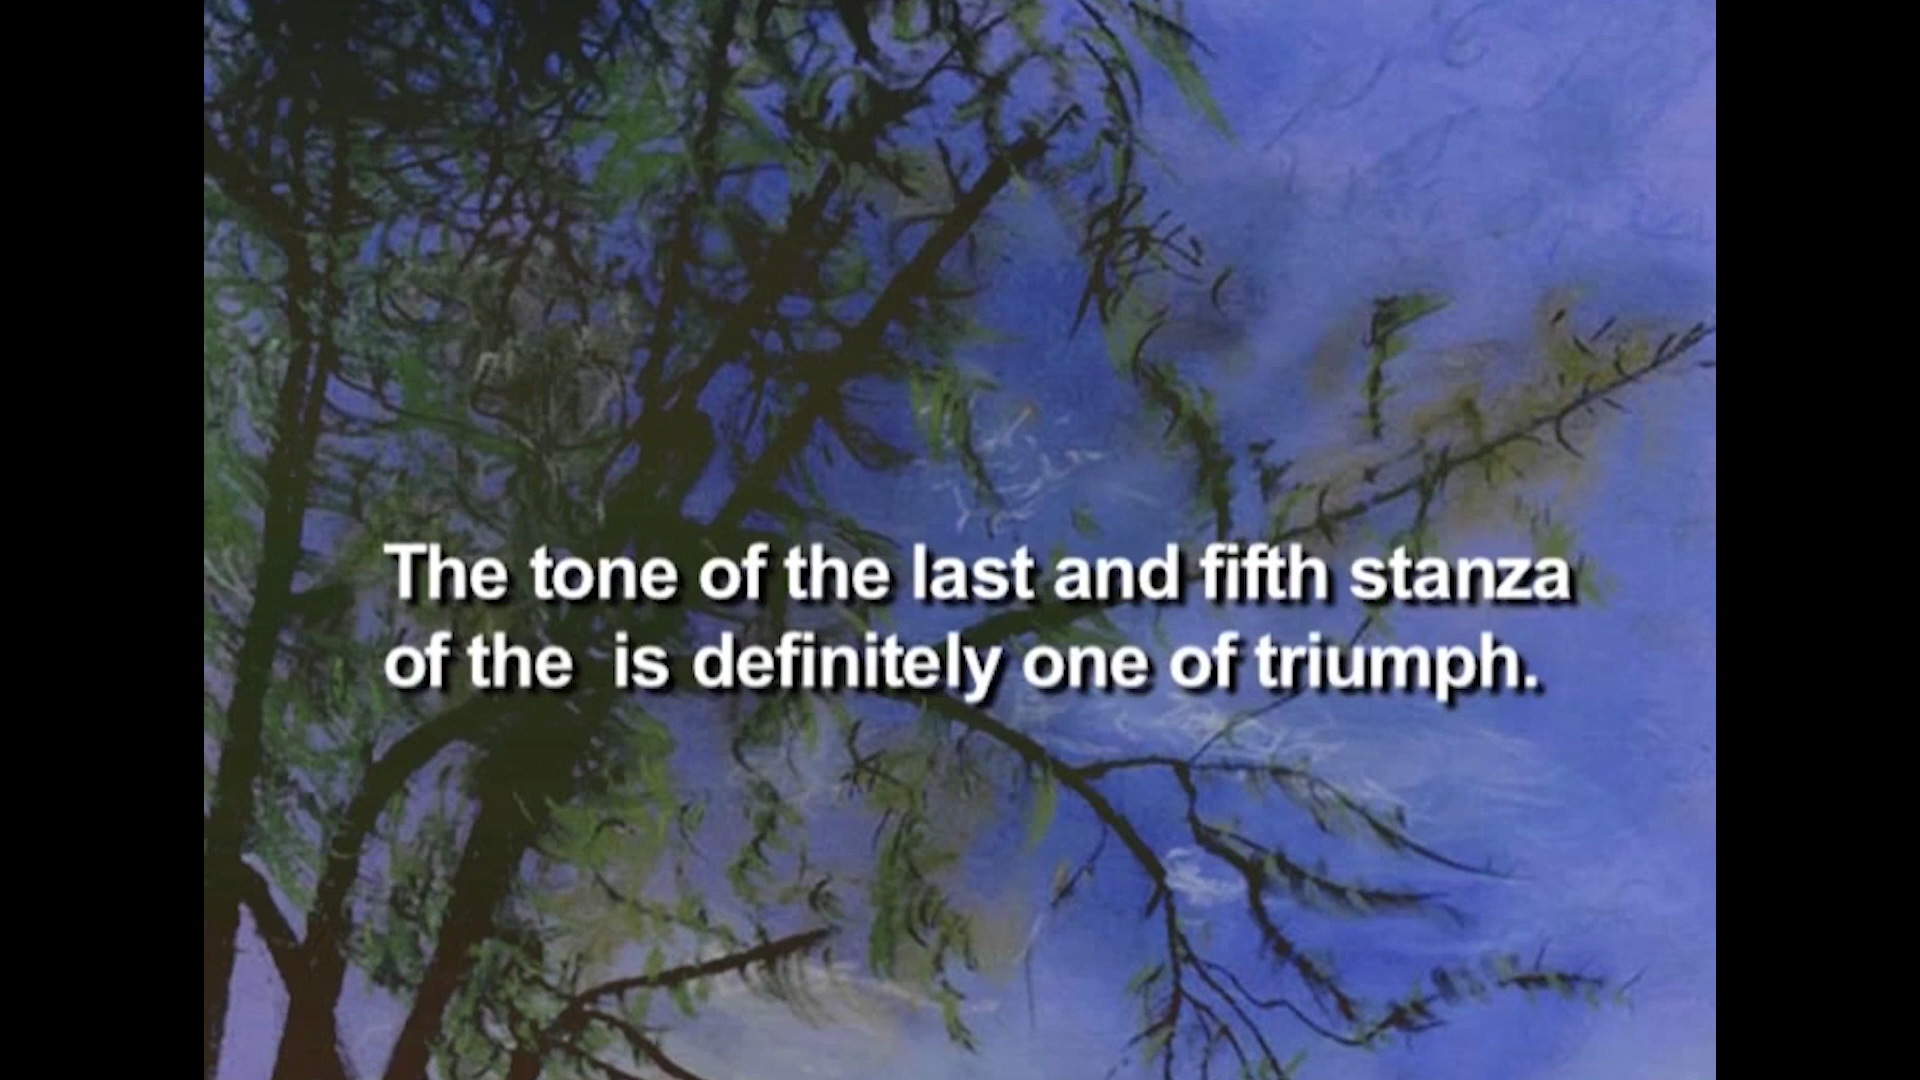 The tone of the last and fifth stanza
of the  is definitely one of triumph.